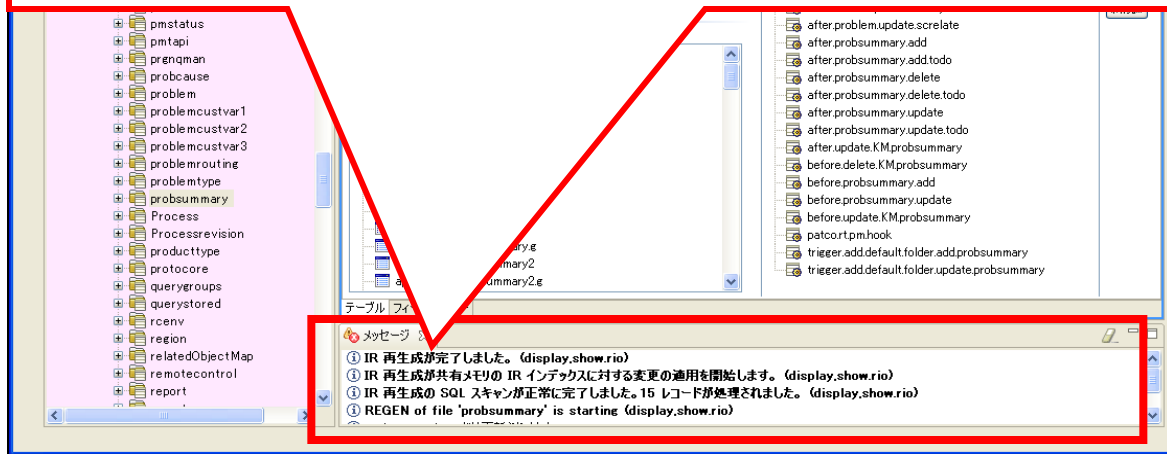 pmstatus
pmtapi
prgnqman
probcause
problem
problemcustvar1
problemcustvar2
problemcustvar3
problemrouting
problemtype
probsummary
Process
Processrevision
producttype
protocore
querygroups
querystored
rcenv
region
relatedObjectMap
remotecontrol
report
ary.g
mary2
ummary2.g
テーブル
after.problem.update.screlate
after.probsummary.add
after.probsummary.add.todo
after.probsummary.delete
after.probsummary.delete.todo
after.probsummary.update
after.probsummary.update.todo
after.update.KM.probsummary
before.delete.KM.probsummary
before.probsummary.add
before.probsummary.update
before.update.KM.probsummary
patco.rt.pm.hook
trigger.add.default.folder.add.probsummary
trigger.add.default.folder.update.probsummary
メッセージ
IR 再生成が完了しました。 (display,show.rio)
IR 再生成が共有メモリの IR インデックスに対する変更の適用を開始します。 (display,show.rio)
IR 再生成の SQL スキャンが正常に完了しました。15 レコードが処理されました。 (display,show.rio)
REGEN of file 'probsummary' is starting (display,show.rio)